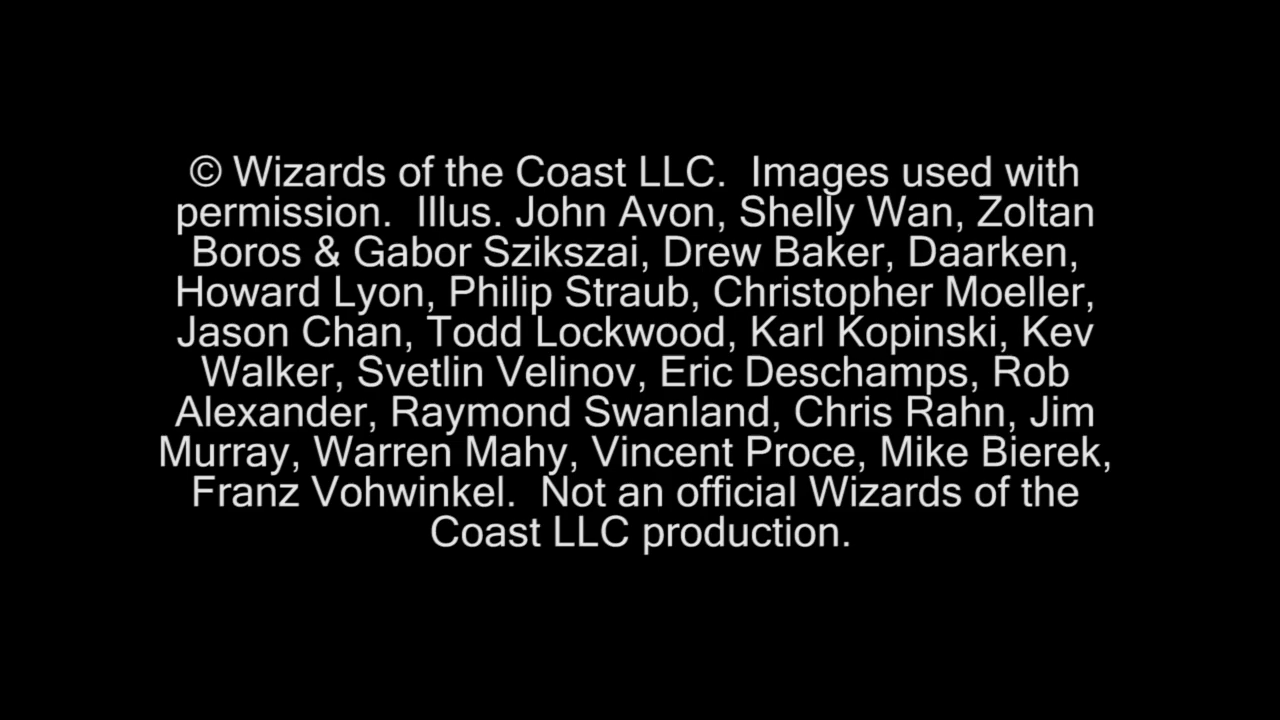 © Wizards of the Coast LLC.  Images used with
permission.  Illus. John Avon, Shelly Wan, Zoltan
Boros & Gabor Szikszai, Drew Baker, Daarken,
Howard Lyon, Philip Straub, Christopher Moeller,
Jason Chan, Todd Lockwood, Karl Kopinski, Kev
Walker, Svetlin Velinov, Eric Deschamps, Rob
Alexander, Raymond Swanland, Chris Rahn, Jim
Murray, Warren Mahy, Vincent Proce, Mike Bierek,
Franz Vohwinkel.  Not an official Wizards of the
Coast LLC production.